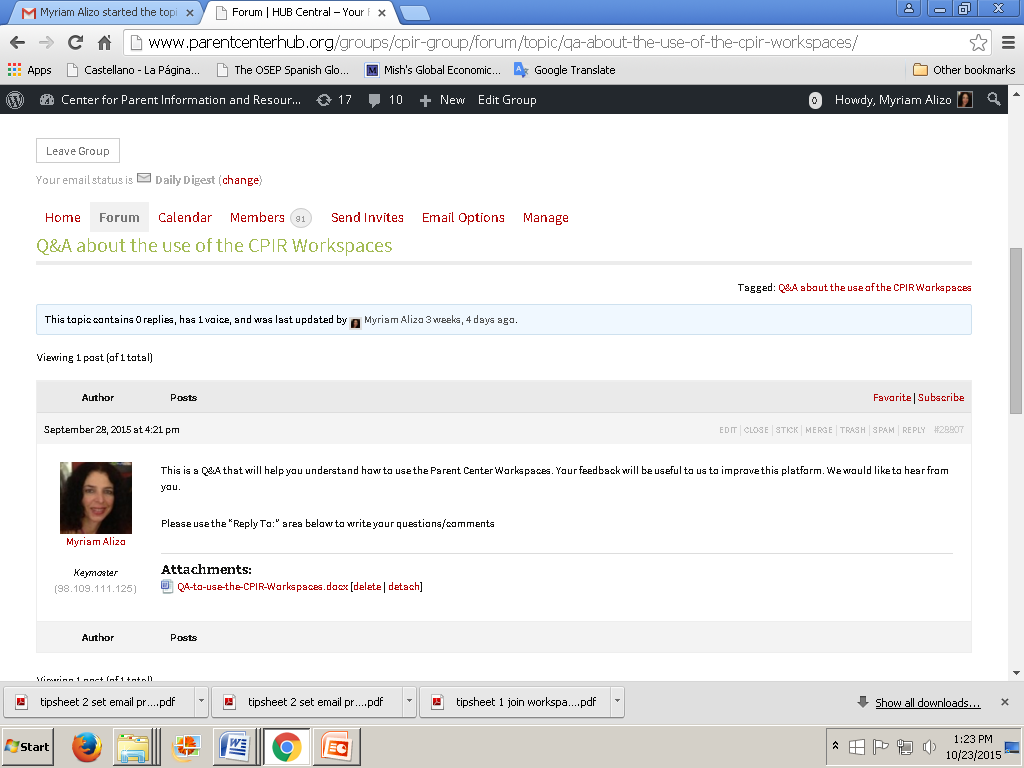 Myriam Alizo started the topi
Forum | HUB Central – Your
www.parentcenterhub.org/groups/cpir-group/forum/topic/qa-about-the-use-of-the-cpir-workspaces/
Apps Castellano - La Página... The OSEP Spanish Glo... M Mish's Global Economic... Google Translate Other bookmarks
Center for Parent Information and Resour... 17 10 + New Edit Group 0 Howdy, Myriam Alizo
Leave Group
Your email status is Daily Digest (change)
Home Forum Calendar Members 91 Send Invites Email Options Manage
Q&A about the use of the CPIR Workspaces
Tagged: Q&A about the use of the CPIR Workspaces
This topic contains 0 replies, has 1 voice, and was last updated by Myriam Alizo 3 weeks, 4 days ago.
Viewing 1 post (of 1 total)
Author Posts Favorite | Subscribe
September 28, 2015 at 4:21 pm EDIT | CLOSE | STICK | MERGE | TRASH | SPAM | REPLY #28807
This is a Q&A that will help you understand how to use the Parent Center Workspaces. Your feedback will be useful to us to improve this platform. We would like to hear from
you.
Please use the "Reply To:" area below to write your questions/comments
Myriam Alizo
Keymaster
(98.109.111.125)
Attachments:
QA-to-use-the-CPIR-Workspaces.docx [delete | detach]
Author Posts
Viewing 1 post (of 1 total)
tipsheet 2 set email pr....pdf tipsheet 2 set email pr....pdf tipsheet 1 join workspa....pdf Show all downloads...
Start 1:23 PM
10/23/2015